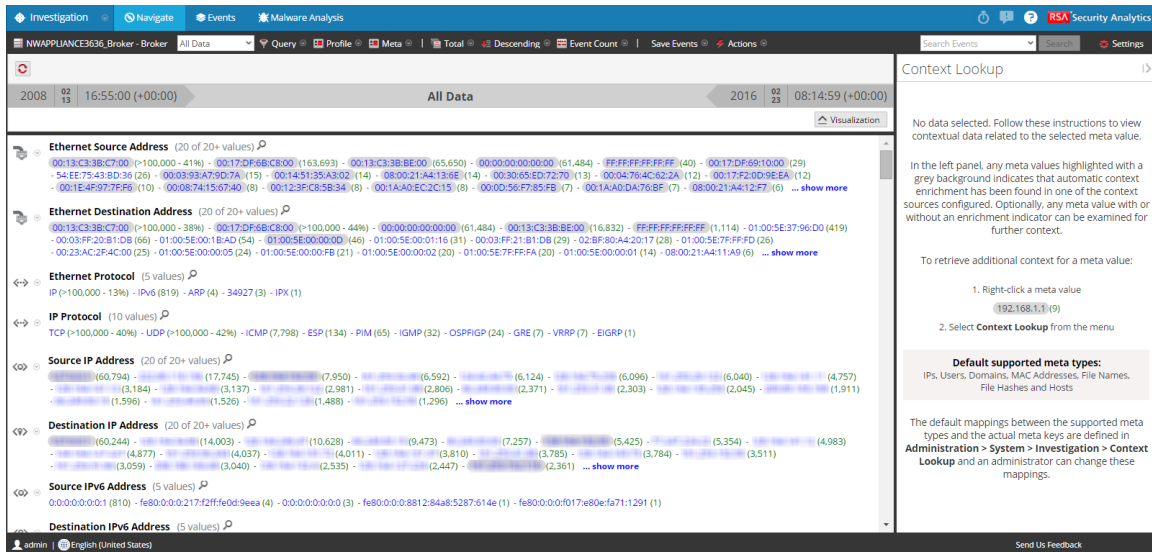 Investigation Navigate Events Malware Analysis RSA Security Analytics
NWAPPLIANCE3636_Broker - Broker All Data Query Profile Meta | Total Descending Event Count | Save Events Actions Search Events Search Settings
2008 02 13 16:55:00 (+00:00) All Data 2016 02 23 08:14:59 (+00:00)
Visualization
Ethernet Source Address (20 of 20+ values)
00:13:C3:3B:C7:00 (>100,000 - 41%) - 00:17:DF:6B:C8:00 (163,693) - 00:13:C3:3B:BE:00 (65,650) - 00:00:00:00:00:00 (61,484) - FF:FF:FF:FF:FF:FF (40) - 00:17:DF:69:10:00 (29)
- 54:EE:75:43:BD:36 (26) - 00:03:93:A7:9D:7A (15) - 00:14:51:35:A3:02 (14) - 08:00:21:A4:13:6E (14) - 00:30:65:ED:72:70 (13) - 00:04:76:4C:62:2A (12) - 00:17:F2:0D:9E:EA (12)
- 00:1E:4F:97:7F:F6 (10) - 00:08:74:15:67:40 (8) - 00:12:3F:C8:5B:34 (8) - 00:1A:A0:EC:2C:15 (8) - 00:0D:56:F7:85:FB (7) - 00:1A:A0:DA:76:BF (7) - 08:00:21:A4:12:F7 (6) ... show more
Ethernet Destination Address (20 of 20+ values)
00:13:C3:3B:C7:00 (>100,000 - 38%) - 00:17:DF:6B:C8:00 (>100,000 - 44%) - 00:00:00:00:00:00 (61,484) - 00:13:C3:3B:BE:00 (16,832) - FF:FF:FF:FF:FF:FF (1,114) - 01:00:5E:37:96:D0 (419)
- 00:03:FF:20:B1:DB (66) - 01:00:5E:00:1B:AD (54) - 01:00:5E:00:00:0D (46) - 01:00:5E:00:01:16 (31) - 00:03:FF:21:B1:DB (29) - 02:BF:80:A4:20:17 (28) - 01:00:5E:7F:FF:FD (26)
- 00:23:AC:2F:4C:00 (25) - 01:00:5E:00:00:05 (24) - 01:00:5E:00:00:FB (21) - 01:00:5E:00:00:02 (20) - 01:00:5E:7F:FF:FA (20) - 01:00:5E:00:00:01 (14) - 08:00:21:A4:11:A9 (6) ... show more
Ethernet Protocol (5 values)
IP (>100,000 - 13%) - IPv6 (819) - ARP (4) - 34927 (3) - IPX (1)
IP Protocol (10 values)
TCP (>100,000 - 40%) - UDP (>100,000 - 42%) - ICMP (7,798) - ESP (134) - PIM (65) - IGMP (32) - OSPFIGP (24) - GRE (7) - VRRP (7) - EIGRP (1)
Source IP Address (20 of 20+ values)
(60,794) - (17,745) - (7,950) - (6,592) - (6,124) - (6,096) - (6,040) - (4,757)
- (3,184) - (3,137) - (2,981) - (2,806) - (2,371) - (2,303) - (2,045) - (1,911)
- (1,596) - (1,526) - (1,488) - (1,296) ... show more
Destination IP Address (20 of 20+ values)
(60,244) - (14,003) - (10,628) - (9,473) - (7,257) - (5,425) - (5,354) - (4,983)
- (4,877) - (4,037) - (4,011) - (3,810) - (3,785) - (3,784) - (3,511)
- (3,059) - (3,040) - (2,535) - (2,447) - (2,361) ... show more
Source IPv6 Address (5 values)
0:0:0:0:0:0:0:1 (810) - fe80:0:0:0:217:f2ff:fe0d:9eea (4) - 0:0:0:0:0:0:0:0 (3) - fe80:0:0:0:8812:84a8:5287:614e (1) - fe80:0:0:0:f017:e80e:fa71:1291 (1)
Destination IPv6 Address (5 values)
Context Lookup
No data selected. Follow these instructions to view
contextual data related to the selected meta value.
In the left panel, any meta values highlighted with a
grey background indicates that automatic context
enrichment has been found in one of the context
sources configured. Optionally, any meta value with or
without an enrichment indicator can be examined for
further context.
To retrieve additional context for a meta value:
1. Right-click a meta value
192.168.1.1 (9)
2. Select Context Lookup from the menu
Default supported meta types:
IPs, Users, Domains, MAC Addresses, File Names,
File Hashes and Hosts
The default mappings between the supported meta
types and the actual meta keys are defined in
Administration > System > Investigation > Context
Lookup and an administrator can change these
mappings.
admin | English (United States) Send Us Feedback